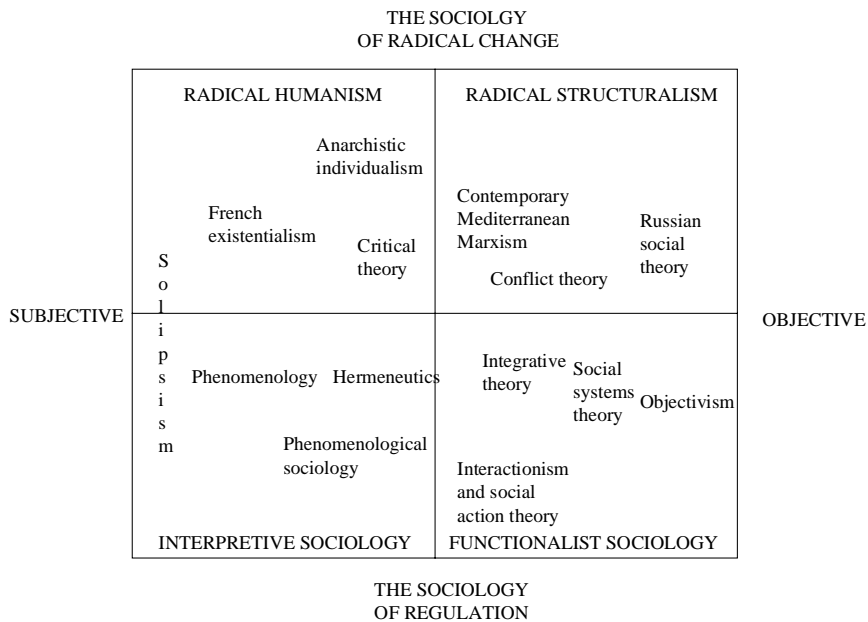 THE SOCIOLGY
OF RADICAL CHANGE
RADICAL HUMANISM
RADICAL STRUCTURALISM
Anarchistic
individualism
French
existentialism
Critical
theory
Contemporary
Mediterranean
Marxism
Russian
social
theory
Conflict theory
SUBJECTIVE
OBJECTIVE
S
o
l
i
p
s
i
s
m
Phenomenology
Hermeneutics
Phenomenological
sociology
Integrative
theory
Social
systems
theory
Objectivism
Interactionism
and social
action theory
INTERPRETIVE SOCIOLOGY
FUNCTIONALIST SOCIOLOGY
THE SOCIOLOGY
OF REGULATION